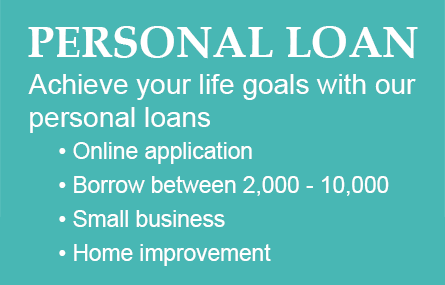 PERSONAL LOAN
Achieve your life goals with our
personal loans
• Online application
• Borrow between 2,000 - 10,000
• Small business
• Home improvement